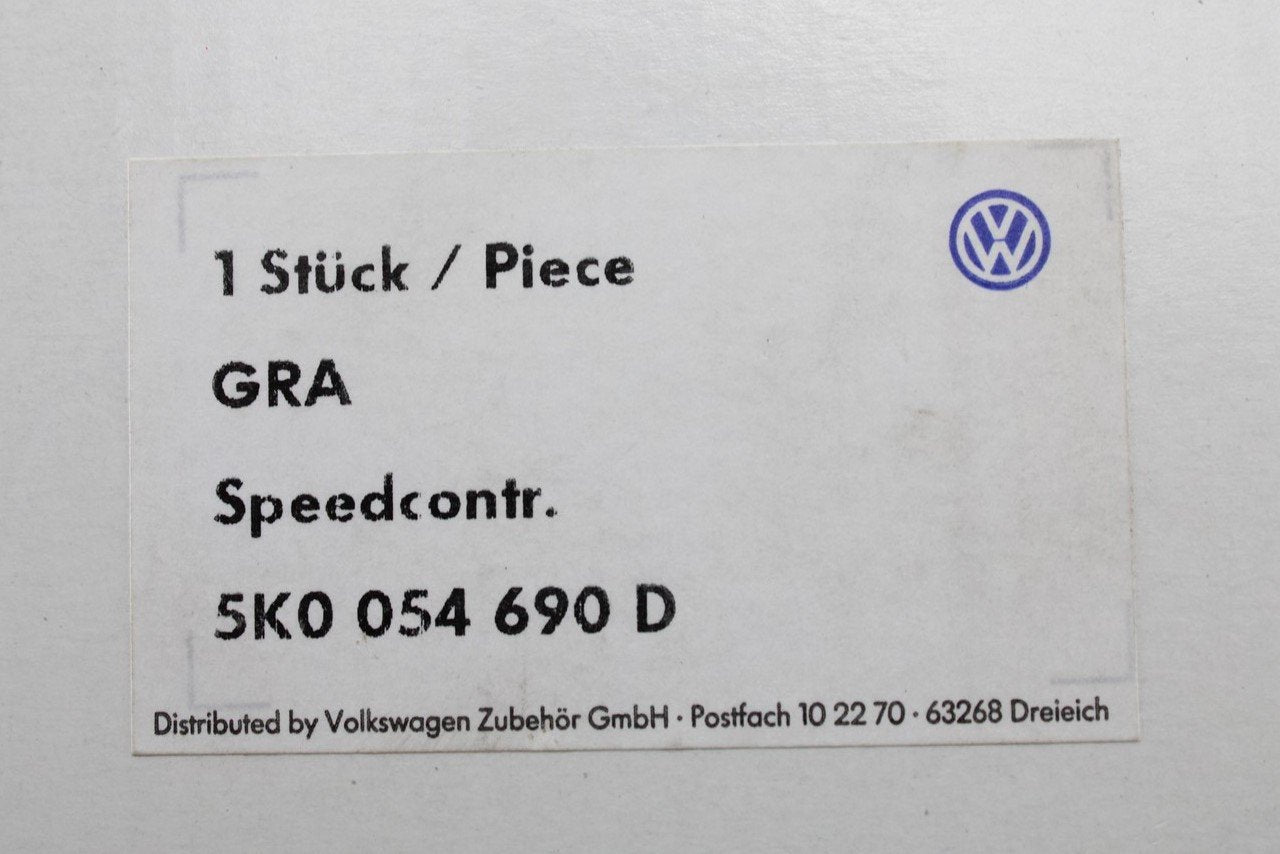 1 Stück / Piece
GRA
Speedcontr.
5K0 054 690 D
Distributed by Volkswagen Zubehör GmbH · Postfach 10 22 70 · 63268 Dreieich